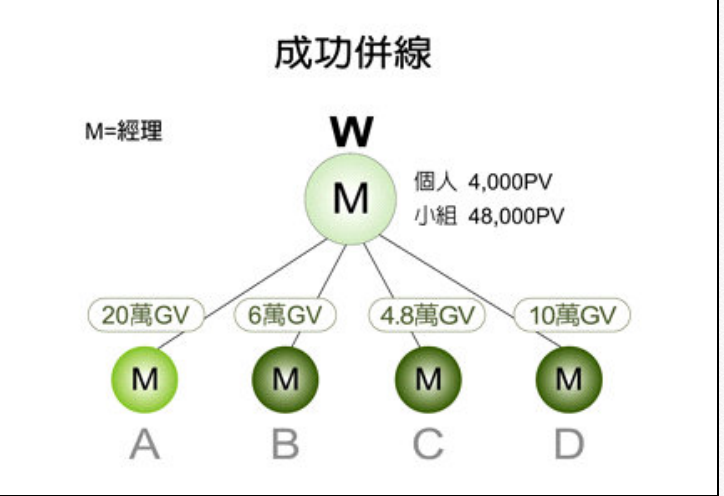 成功併線
M=經理
W
M
個人 4,000PV
小組 48,000PV
20萬GV 6萬GV 4.8萬GV 10萬GV
M M M M
A B C D